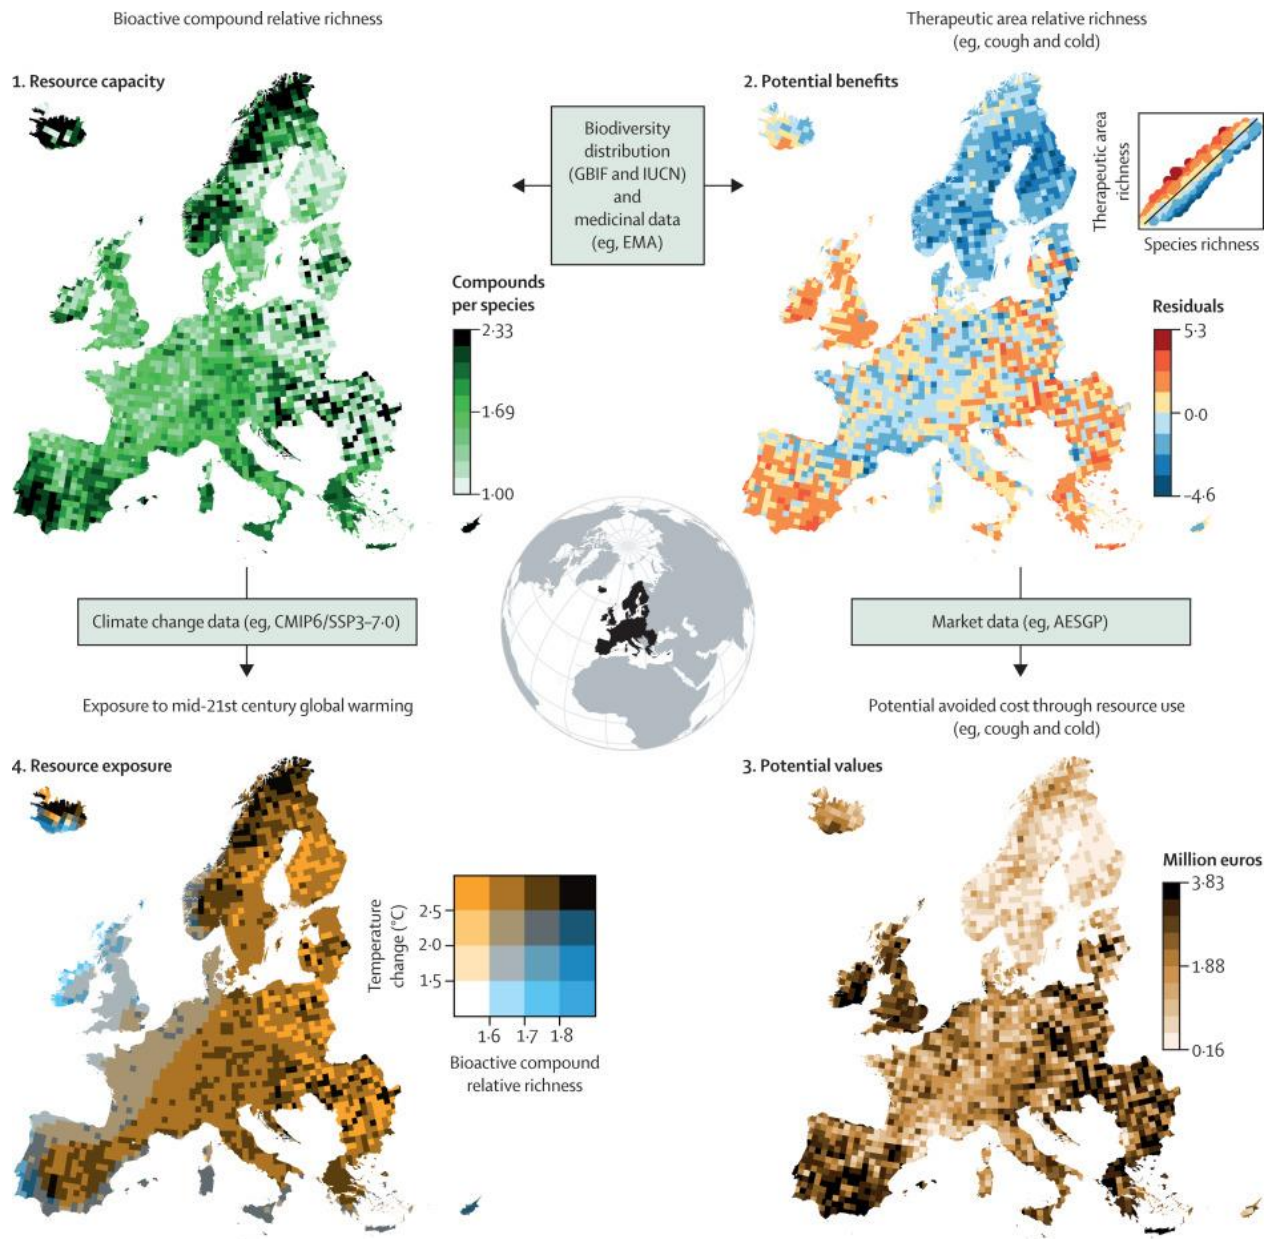 Bioactive compound relative richness
1. Resource capacity
Compounds
per species
2·33
1·69
1·00
Biodiversity
distribution
(GBIF and IUCN)
and
medicinal data
(eg, EMA)
Therapeutic area relative richness
(eg, cough and cold)
2. Potential benefits
Therapeutic area
richness
Species richness
Residuals
5·3
0·0
–4·6
Climate change data (eg, CMIP6/SSP3–7·0)
Market data (eg, AESGP)
Exposure to mid-21st century global warming
4. Resource exposure
Temperature
change (°C)
2·5
2·0
1·5
1·6 1·7 1·8
Bioactive compound
relative richness
Potential avoided cost through resource use
(eg, cough and cold)
3. Potential values
Million euros
3·83
1·88
0·16